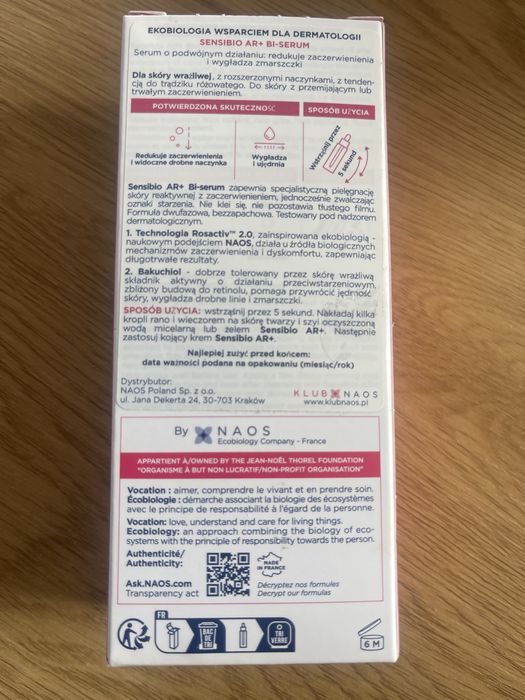 EKOBIOLOGIA WSPARCIEM DLA DERMATOLOGII
SENSIBIO AR+ BI-SERUM
Serum o podwójnym działaniu: redukuje zaczerwienienia
i wygładza zmarszczki
Dla skóry wrażliwej, z rozszerzonymi naczynkami, z tenden-
cją do trądziku różowatego. Do skóry z przemijającym lub
trwałym zaczerwienieniem.
POTWIERDZONA SKUTECZNOŚĆ
SPOSÓB UŻYCIA
Redukuje zaczerwienienia
i widoczne drobne naczynka
Wygładza
i ujędrnia
Wstrząśnij przez
5 sekund
Sensibio AR+ Bi-serum zapewnia specjalistyczną pielęgnację
skóry reaktywnej z zaczerwienieniem, jednocześnie zwalczając
oznaki starzenia. Nie klei się, nie pozostawia tłustego filmu.
Formuła dwufazowa, bezzapachowa. Testowany pod nadzorem
dermatologicznym.
1. Technologia Rosactiv™ 2.0, zainspirowana ekobiologią -
naukowym podejściem NAOS, działa u źródła biologicznych
mechanizmów zaczerwienienia i dyskomfortu, zapewniając
długotrwałe rezultaty.
2. Bakuchiol - dobrze tolerowany przez skórę wrażliwą
składnik aktywny o działaniu przeciwstarzeniowym,
zbliżony budową do retinolu, pomaga przywrócić jędrność
skóry, wygładza drobne linie i zmarszczki.
SPOSÓB UŻYCIA: wstrząśnij przez 5 sekund. Nakładaj kilka
kropli rano i wieczorem na skórę twarzy i szyi oczyszczoną
wodą micelarną lub żelem Sensibio AR+. Następnie
zastosuj kojący krem Sensibio AR+.
Najlepiej zużyć przed końcem:
data ważności podana na opakowaniu (miesiąc/rok)
Dystrybutor:
NAOS Poland Sp. z o.o.
ul. Jana Dekerta 24, 30-703 Kraków
KLUB NAOS
www.klubnaos.pl
By NAOS
Ecobiology Company - France
APPARTIENT À/OWNED BY THE JEAN-NOËL THOREL FOUNDATION
"ORGANISME À BUT NON LUCRATIF/NON-PROFIT ORGANISATION"
Vocation : aimer, comprendre le vivant et en prendre soin.
Écobiologie : démarche associant la biologie des écosystèmes
avec le principe de responsabilité à l'égard de la personne.
Vocation: love, understand and care for living things.
Ecobiology: an approach combining the biology of eco-
systems with the principle of responsibility towards the person.
Authenticité/
Authenticity:
Ask.NAOS.com
Transparency act
MADE
IN FRANCE
Décryptez nos formules
Decrypt our formulas
FR
BAC
DE
TRI
TRI
VERRE
6 M